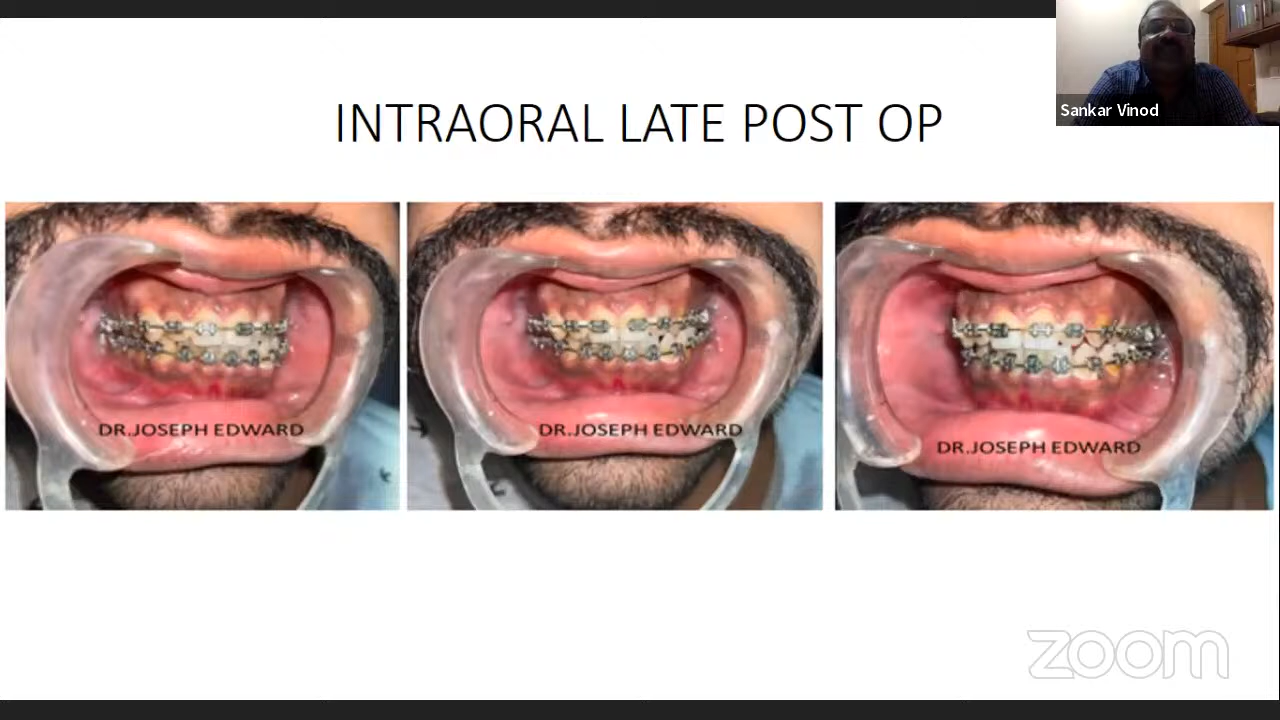 Sankar Vinod
INTRAORAL LATE POST OP
DR.JOSEPH EDWARD
DR.JOSEPH EDWARD
DR.JOSEPH EDWARD
zoom